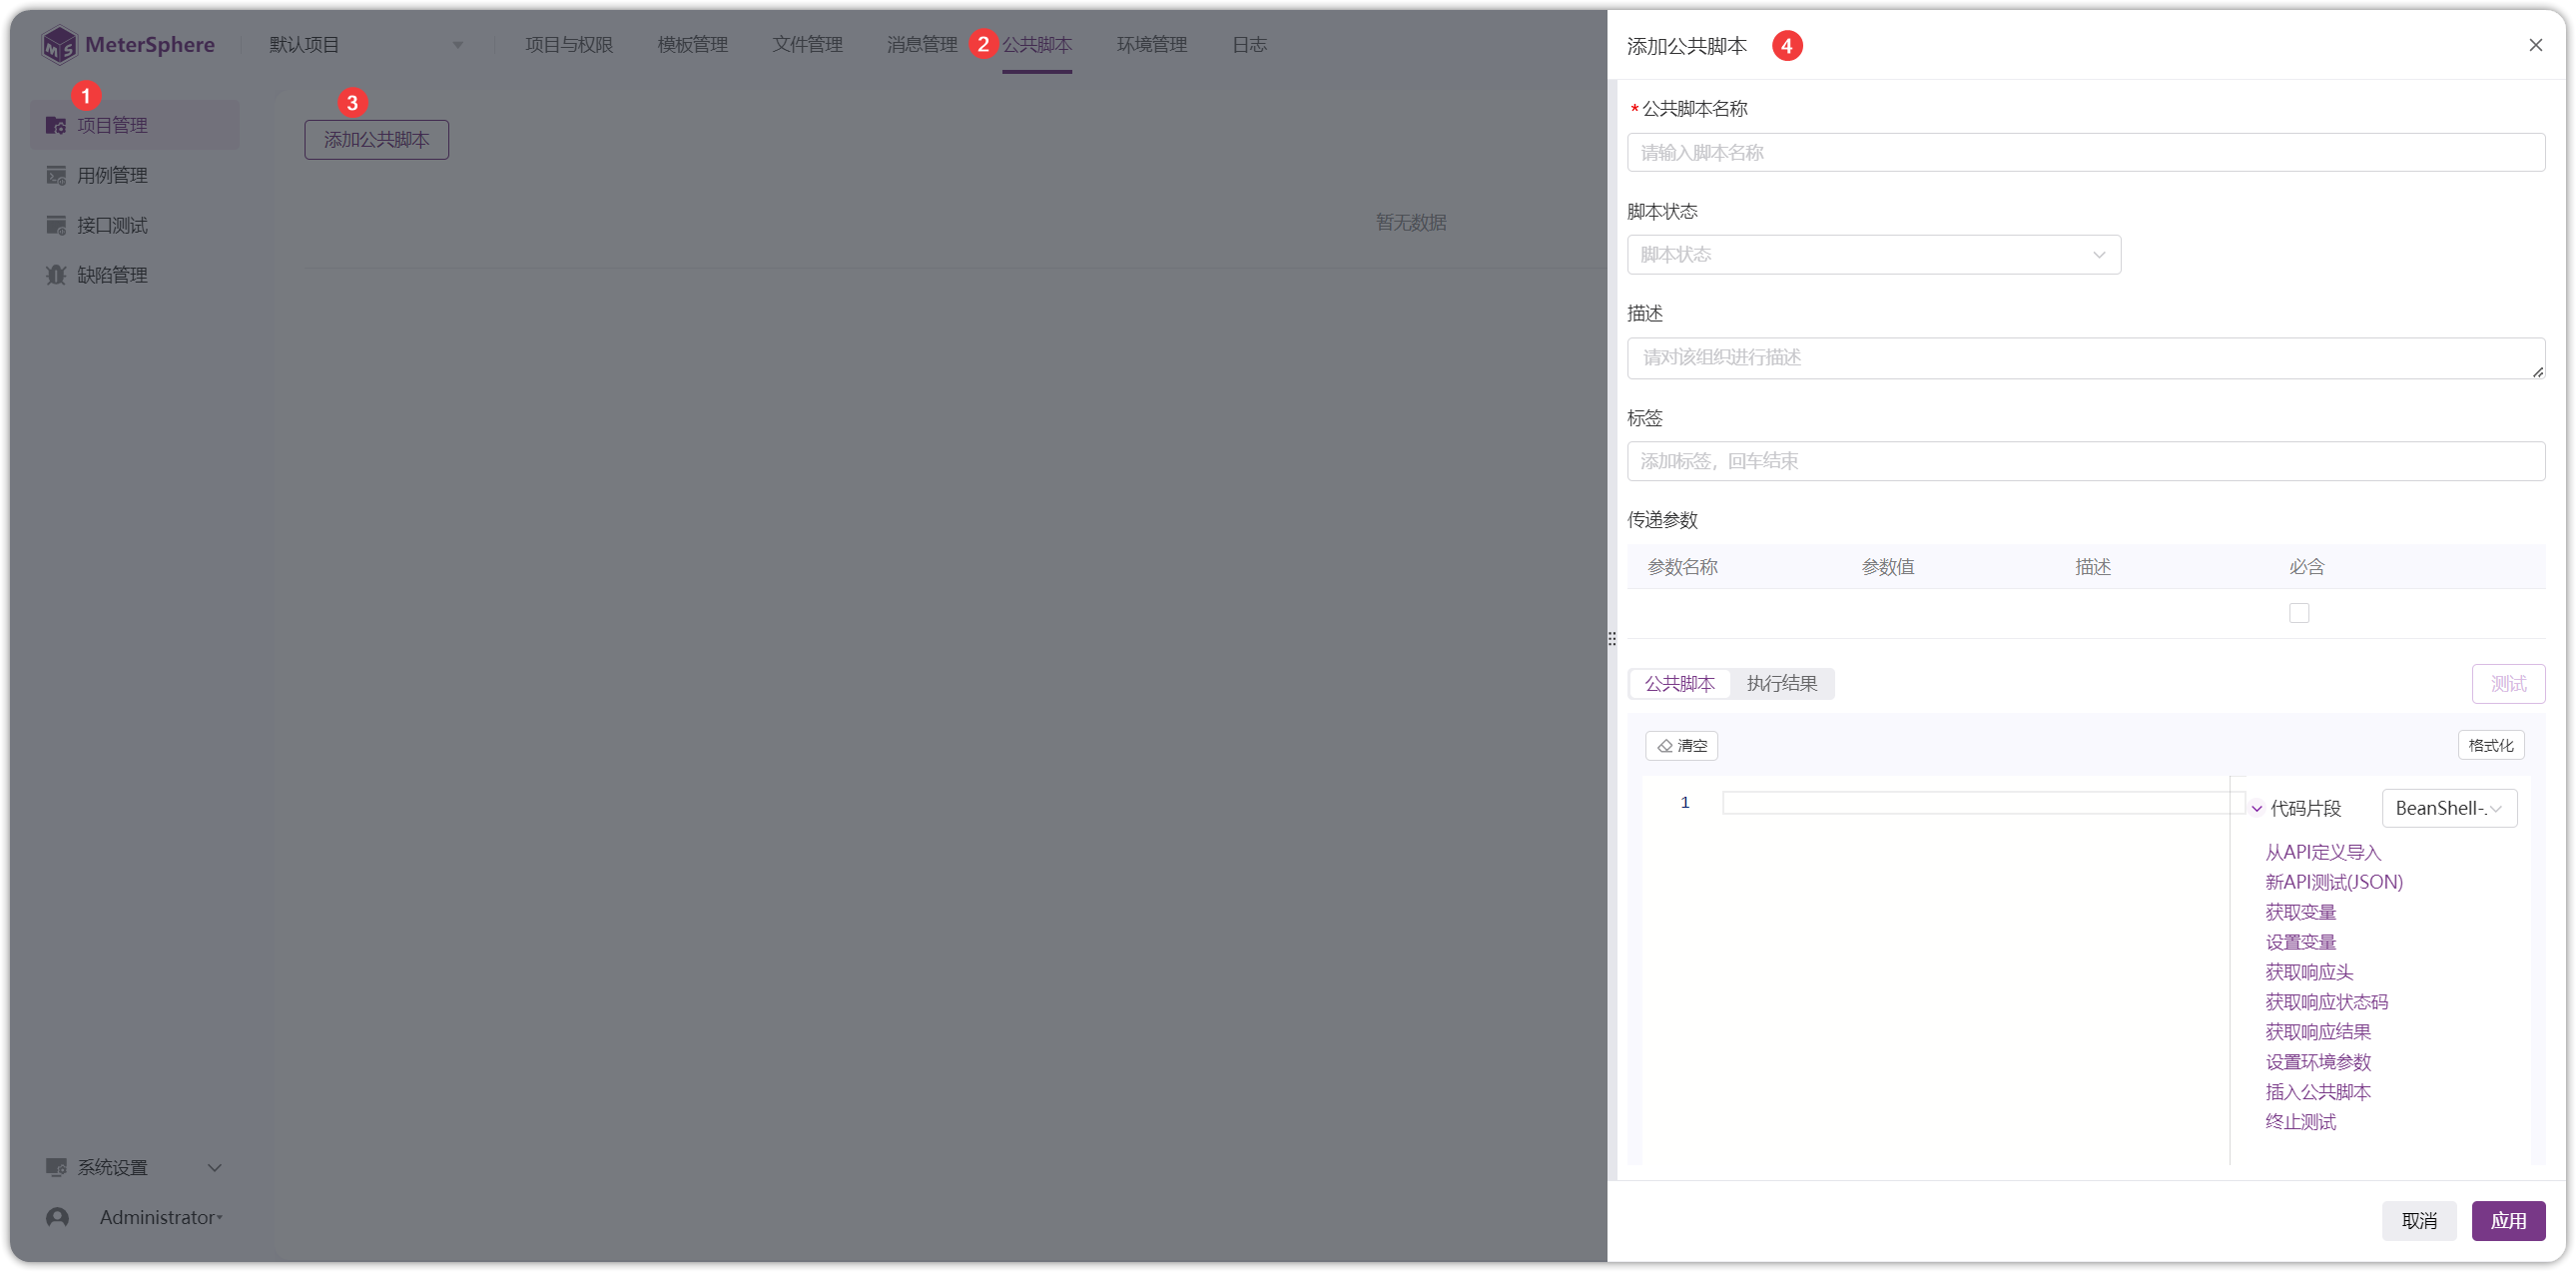 MeterSphere
默认项目
项目与权限
模板管理
文件管理
消息管理
2
公共脚本
环境管理
日志
1
项目管理
用例管理
接口测试
缺陷管理
系统设置
Administrator
3
添加公共脚本
暂无数据
添加公共脚本
4
* 公共脚本名称
请输入脚本名称
脚本状态
脚本状态
描述
请对该组织进行描述
标签
添加标签，回车结束
传递参数
参数名称 参数值 描述 必含
公共脚本 执行结果 测试
清空 格式化
1
代码片段 BeanShell-.
从API定义导入
新API测试(JSON)
获取变量
设置变量
获取响应头
获取响应状态码
获取响应结果
设置环境参数
插入公共脚本
终止测试
取消 应用